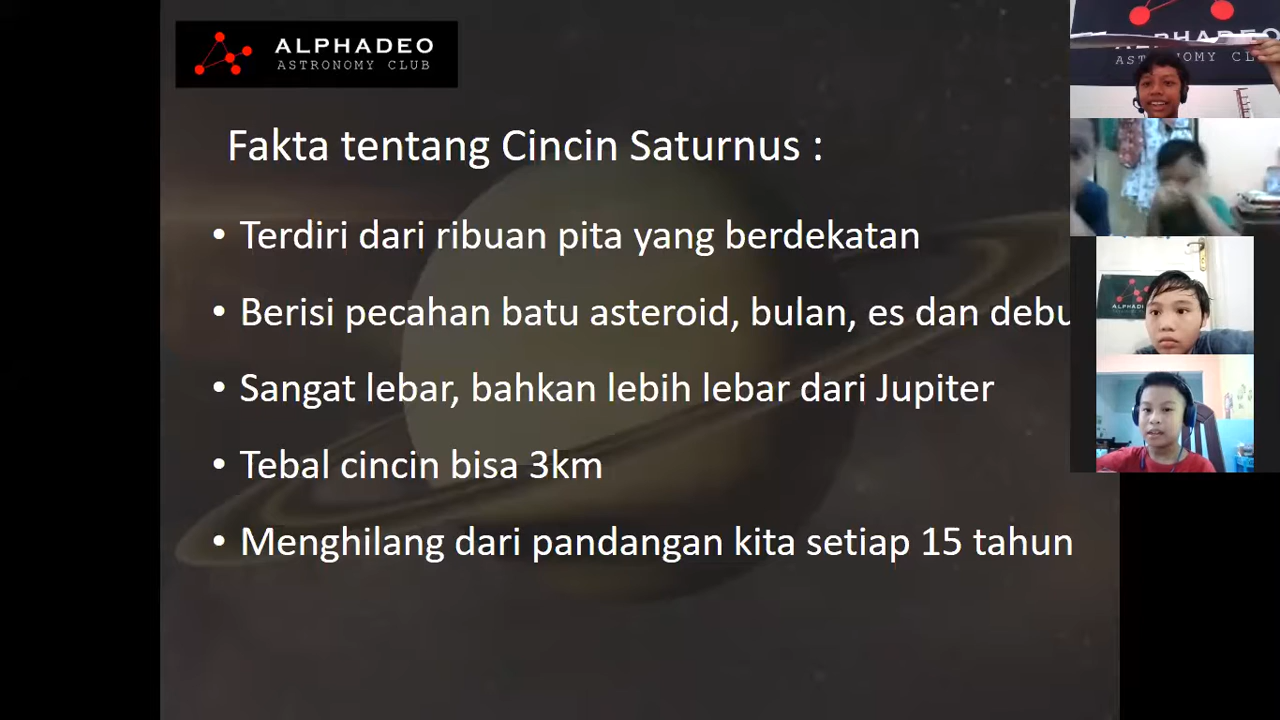 ALPHADEO
ASTRONOMY CLUB
Fakta tentang Cincin Saturnus :
• Terdiri dari ribuan pita yang berdekatan
• Berisi pecahan batu asteroid, bulan, es dan debu
• Sangat lebar, bahkan lebih lebar dari Jupiter
• Tebal cincin bisa 3km
• Menghilang dari pandangan kita setiap 15 tahun